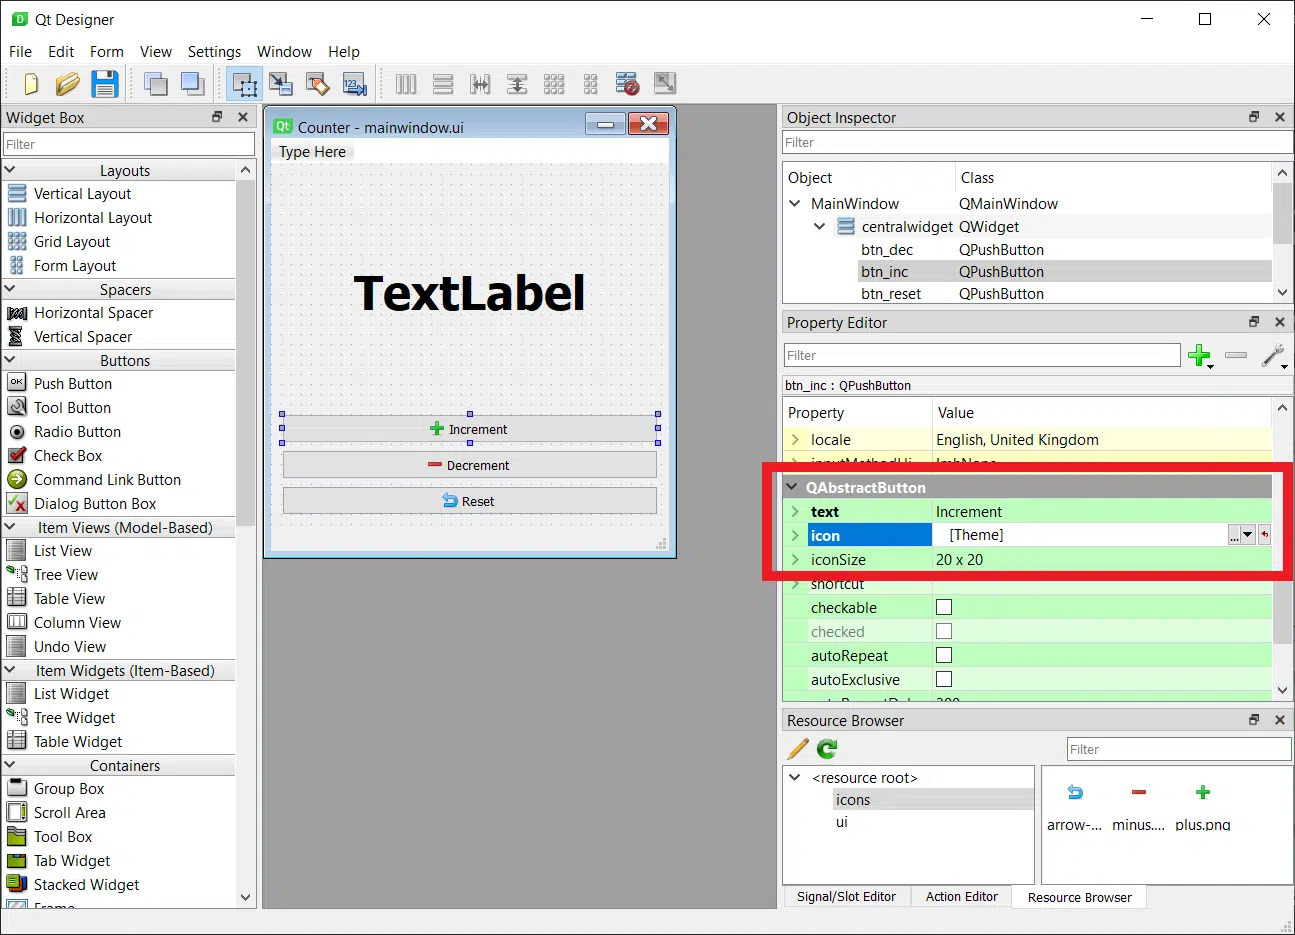 Qt Designer
File Edit Form View Settings Window Help
Widget Box
Filter
Layouts
Vertical Layout
Horizontal Layout
Grid Layout
Form Layout
Spacers
Horizontal Spacer
Vertical Spacer
Buttons
OK Push Button
Tool Button
Radio Button
Check Box
Command Link Button
Dialog Button Box
Item Views (Model-Based)
List View
Tree View
Table View
Column View
Undo View
Item Widgets (Item-Based)
List Widget
Tree Widget
Table Widget
Containers
Group Box
Scroll Area
Tool Box
Tab Widget
Stacked Widget
Frame
Qt Counter - mainwindow.ui
Type Here
TextLabel
Increment
Decrement
Reset
Object Inspector
Filter
Object Class
MainWindow QMainWindow
centralwidget QWidget
btn_dec QPushButton
btn_inc QPushButton
btn_reset QPushButton
Property Editor
Filter
btn_inc : QPushButton
Property Value
locale English, United Kingdom
QAbstractButton
text Increment
icon [Theme] ...
iconSize 20 x 20
shortcut
checkable
checked
autoRepeat
autoExclusive
Resource Browser
Filter
<resource root>
icons
ui
arrow-... minus.... plus.png
Signal/Slot Editor Action Editor Resource Browser